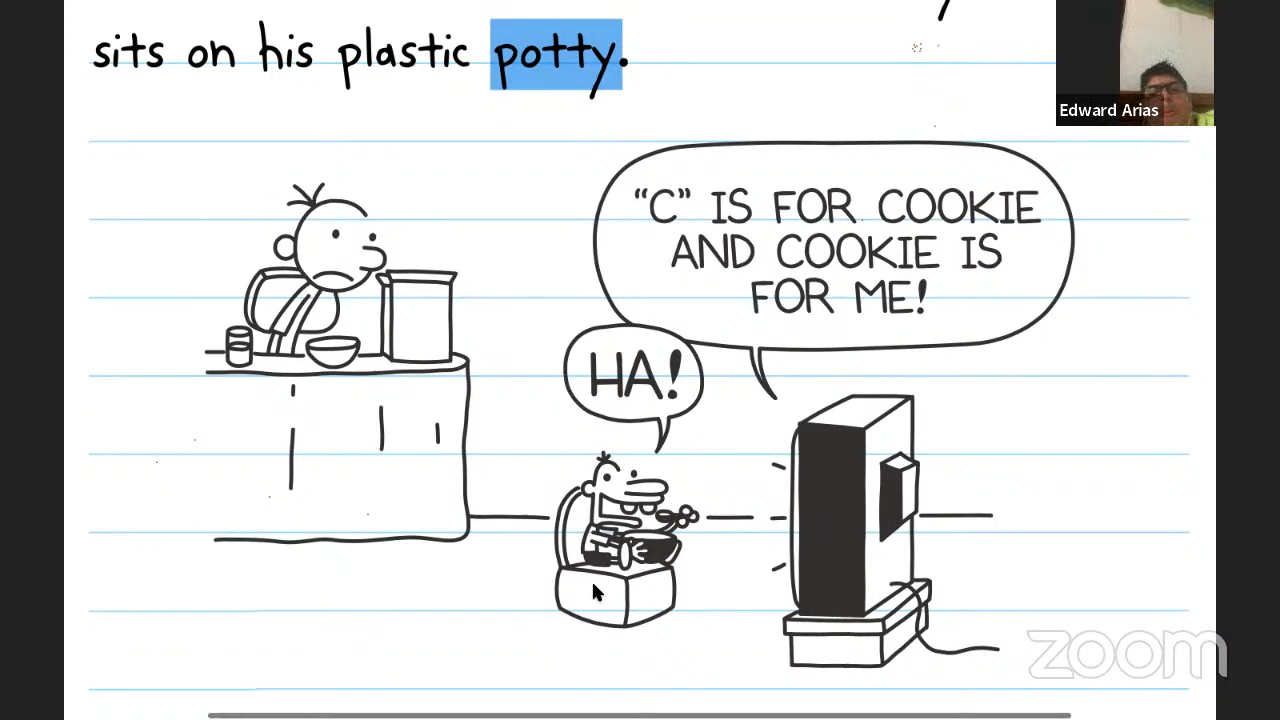 sits on his plastic potty.
Edward Arias
"C" IS FOR COOKIE
AND COOKIE IS
FOR ME!
HA!
zoom